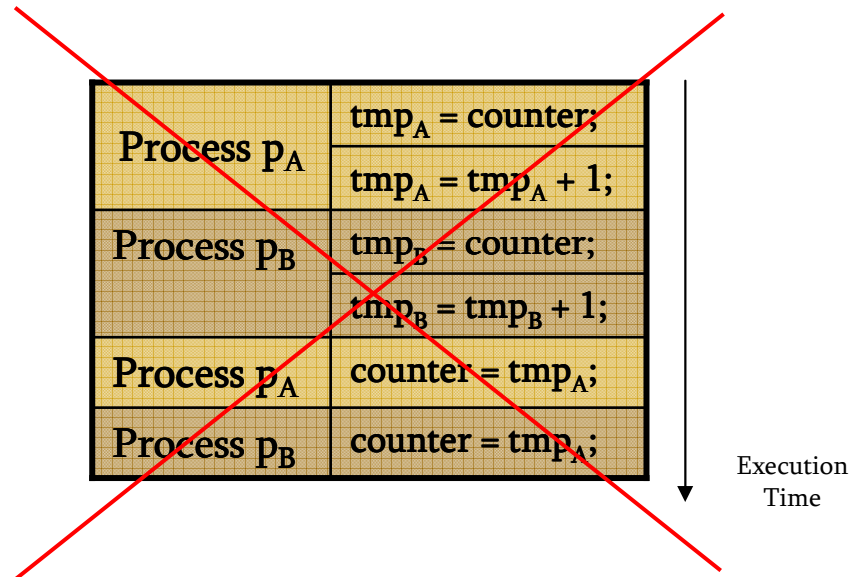 Process pA
tmpA = counter;
tmpA = tmpA + 1;
Process pB
tmpB = counter;
tmpB = tmpB + 1;
Process pA
counter = tmpA;
Process pB
counter = tmpA;
Execution
Time